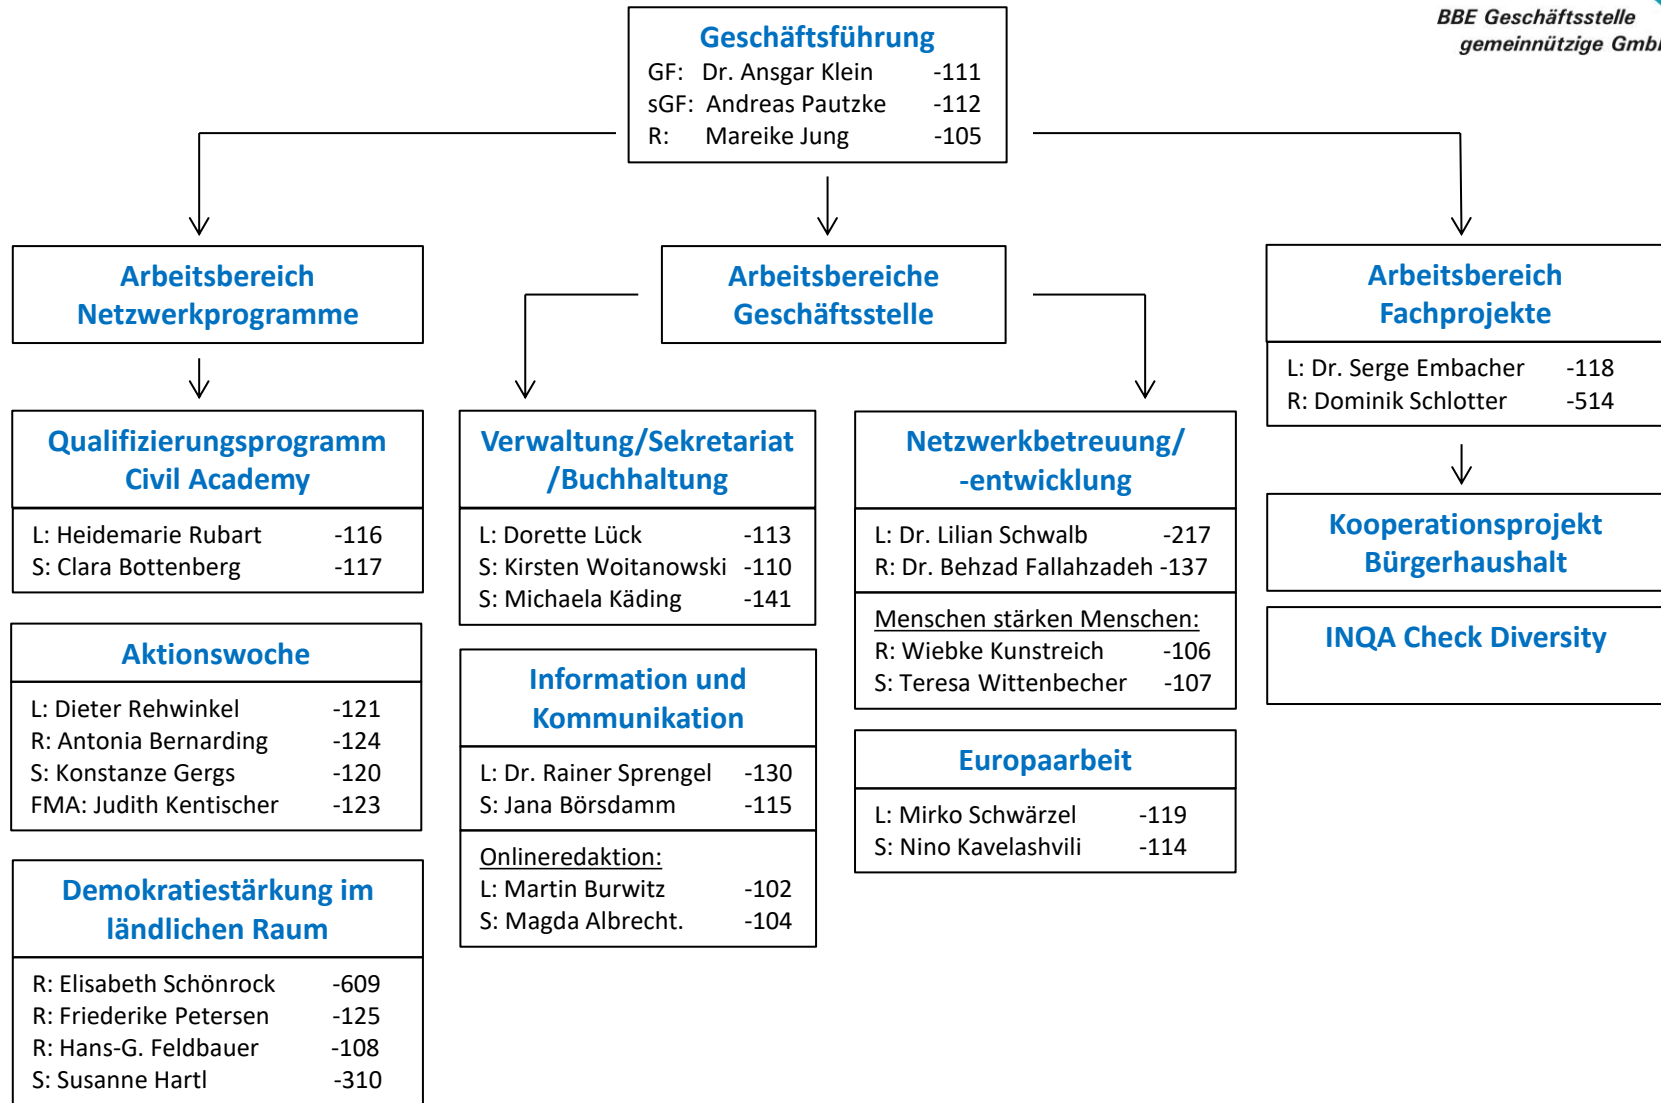 BBE Geschäftsstelle
gemeinnützige Gmb
Geschäftsführung
GF: Dr. Ansgar Klein -111
sGF: Andreas Pautzke -112
R: Mareike Jung -105
Arbeitsbereich
Netzwerkprogramme
Arbeitsbereiche
Geschäftsstelle
Arbeitsbereich
Fachprojekte
L: Dr. Serge Embacher -118
R: Dominik Schlotter -514
Qualifizierungsprogramm
Civil Academy
L: Heidemarie Rubart -116
S: Clara Bottenberg -117
Aktionswoche
L: Dieter Rehwinkel -121
R: Antonia Bernarding -124
S: Konstanze Gergs -120
FMA: Judith Kentischer -123
Demokratiestärkung im
ländlichen Raum
R: Elisabeth Schönrock -609
R: Friederike Petersen -125
R: Hans-G. Feldbauer -108
S: Susanne Hartl -310
Verwaltung/Sekretariat
/Buchhaltung
L: Dorette Lück -113
S: Kirsten Woitanowski -110
S: Michaela Käding -141
Information und
Kommunikation
L: Dr. Rainer Sprengel -130
S: Jana Börsdamm -115
Onlineredaktion:
L: Martin Burwitz -102
S: Magda Albrecht. -104
Netzwerkbetreuung/
-entwicklung
L: Dr. Lilian Schwalb -217
R: Dr. Behzad Fallahzadeh -137
Menschen stärken Menschen:
R: Wiebke Kunstreich -106
S: Teresa Wittenbecher -107
Europaarbeit
L: Mirko Schwärzel -119
S: Nino Kavelashvili -114
Kooperationsprojekt
Bürgerhaushalt
INQA Check Diversity